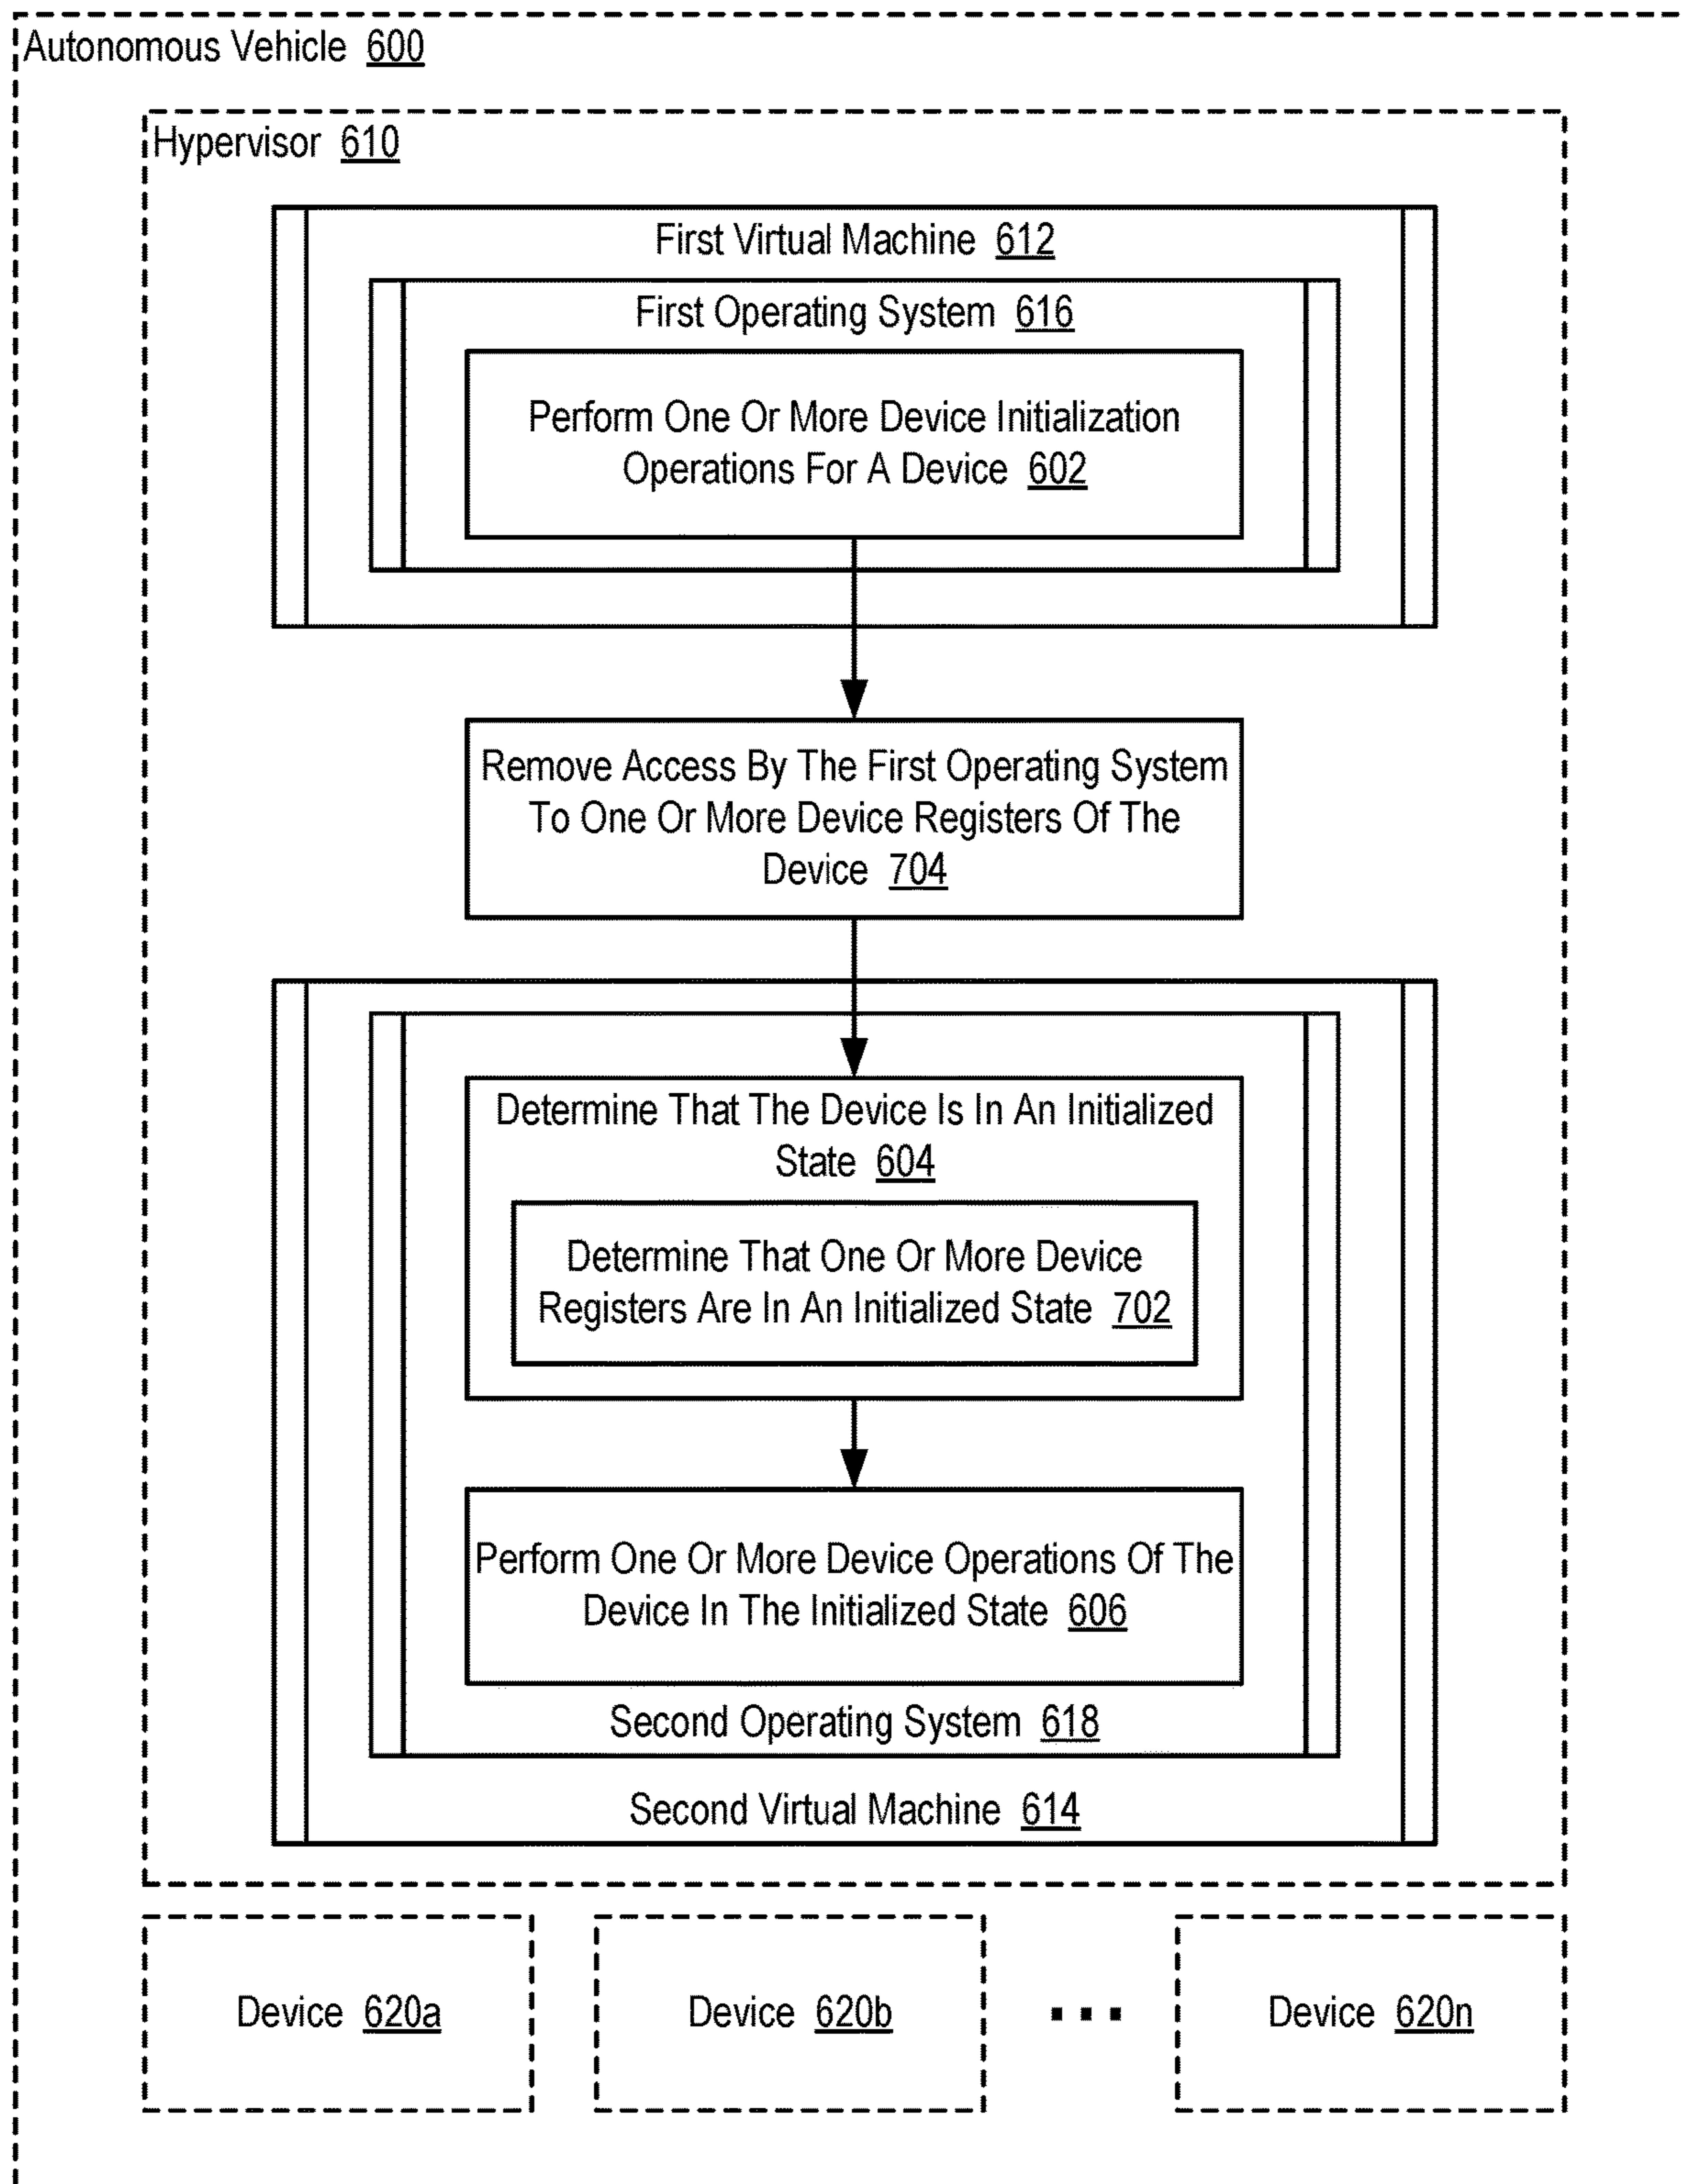 Autonomous Vehicle 600
Hypervisor 610
First Virtual Machine 612
First Operating System 616
Perform One Or More Device Initialization
Operations For A Device 602
Remove Access By The First Operating System
To One Or More Device Registers Of The
Device 704
Determine That The Device Is In An Initialized
State 604
Determine That One Or More Device
Registers Are In An Initialized State 702
Perform One Or More Device Operations Of The
Device In The Initialized State 606
Second Operating System 618
Second Virtual Machine 614
Device 620a
Device 620b
Device 620n